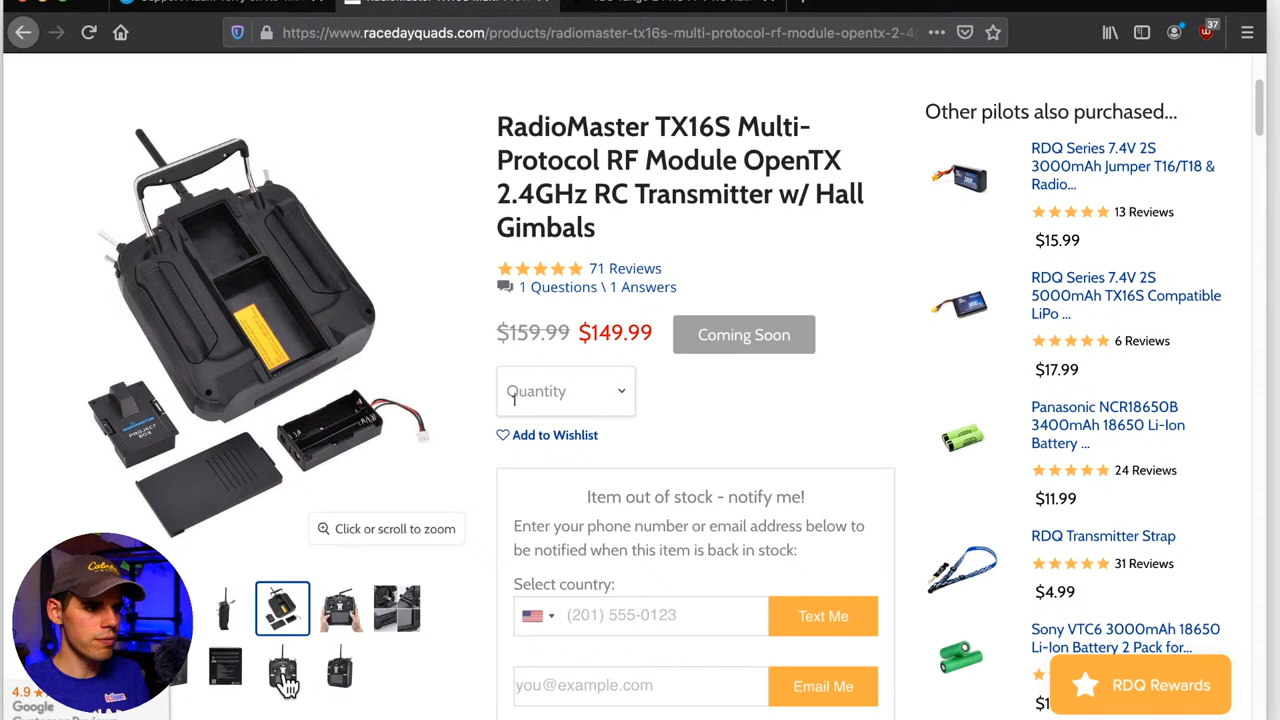 https://www.racedayquads.com/products/radiomaster-tx16s-multi-protocol-rf-module-opentx-2-4g
37
RadioMaster TX16S Multi-
Protocol RF Module OpenTX
2.4GHz RC Transmitter w/ Hall
Gimbals
71 Reviews
1 Questions \ 1 Answers
$159.99 $149.99
Coming Soon
Quantity
Add to Wishlist
Item out of stock - notify me!
Enter your phone number or email address below to
be notified when this item is back in stock:
Select country:
(201) 555-0123
Text Me
you@example.com
Email Me
RADIOMASTER
PROJECT
BOX
Click or scroll to zoom
Other pilots also purchased...
RDQ Series 7.4V 2S
3000mAh Jumper T16/T18 &
Radio...
13 Reviews
$15.99
RDQ Series 7.4V 2S
5000mAh TX16S Compatible
LiPo ...
6 Reviews
$17.99
Panasonic NCR18650B
3400mAh 18650 Li-Ion
Battery ...
24 Reviews
$11.99
RDQ Transmitter Strap
31 Reviews
$4.99
Sony VTC6 3000mAh 18650
Li-Ion Battery 2 Pack for...
RDQ Rewards
4.9
Google